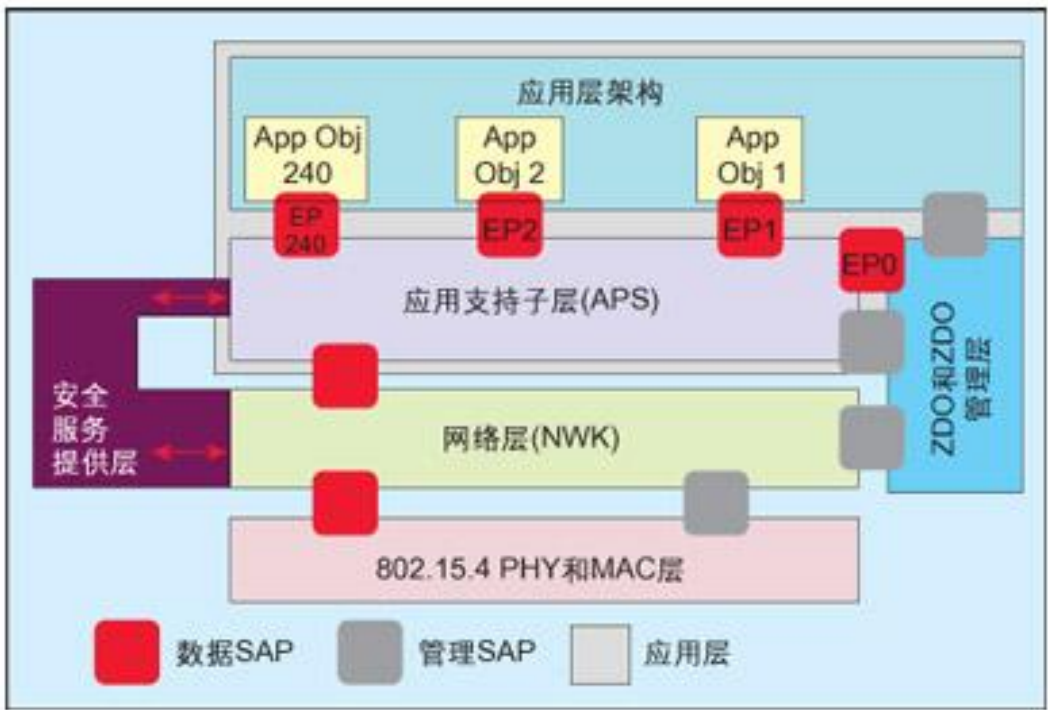 应用层架构
App Obj
240
App
Obj 2
App
Obj 1
EP
240
EP2
EP1
EP0
应用支持子层(APS)
ZDO和ZDO
管理层
安全
服务
提供层
网络层(NWK)
802.15.4 PHY和MAC层
数据SAP
管理SAP
应用层